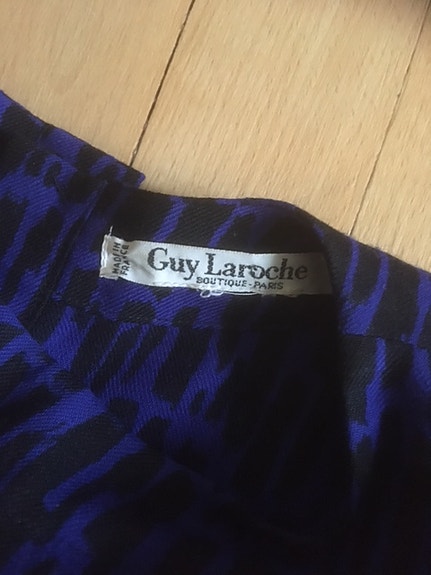 MADE IN
FRANCE
Guy Laroche
BOUTIQUE-PARIS